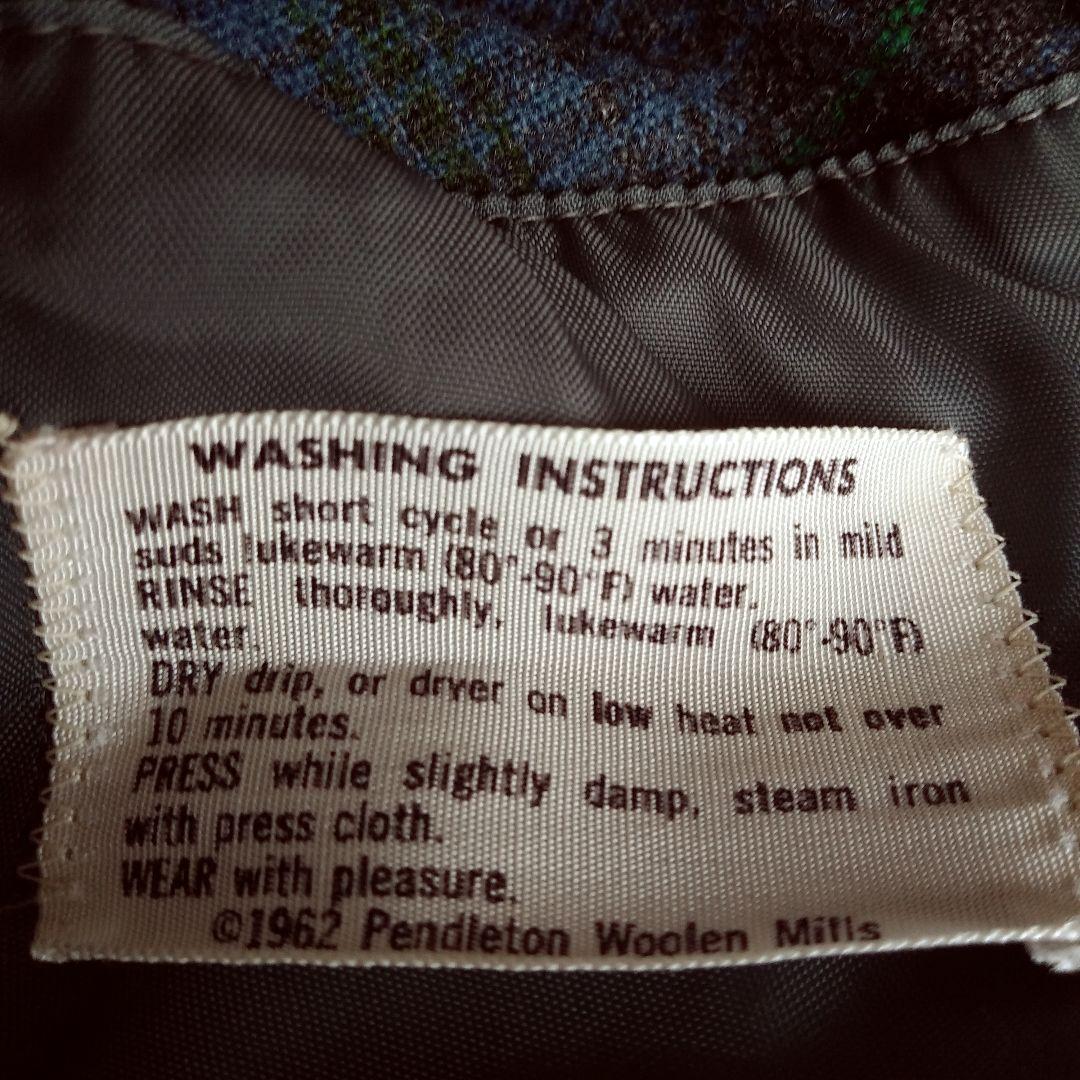 WASHING INSTRUCTIONS
WASH short cycle or 3 minutes in mild
suds lukewarm (80°-90°F) water.
RINSE thoroughly, lukewarm (80°-90°F)
water.
DRY drip, or dryer on low heat not over
10 minutes.
PRESS while slightly damp, steam iron
with press cloth.
WEAR with pleasure.
©1962 Pendleton Woolen Mills